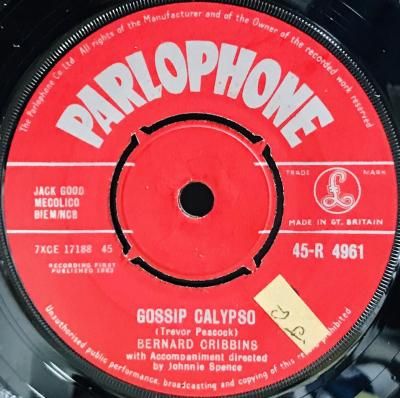 The Parlophone Co Ltd. All rights of the Manufacturer and of the Owner of the recorded work reserved
PARLOPHONE
JACK GOOD
MECOLICO
BIEM/NCB
TRADE MARK
£
MADE IN GT. BRITAIN
7XCE 17188 45
45-R 4961
RECORDING FIRST
PUBLISHED 1962
GOSSIP CALYPSO
(Trevor Peacock)
BERNARD CRIBBINS
with Accompaniment directed
by Johnnie Spence
Unauthorised public performance, broadcasting and copying of this record prohibited